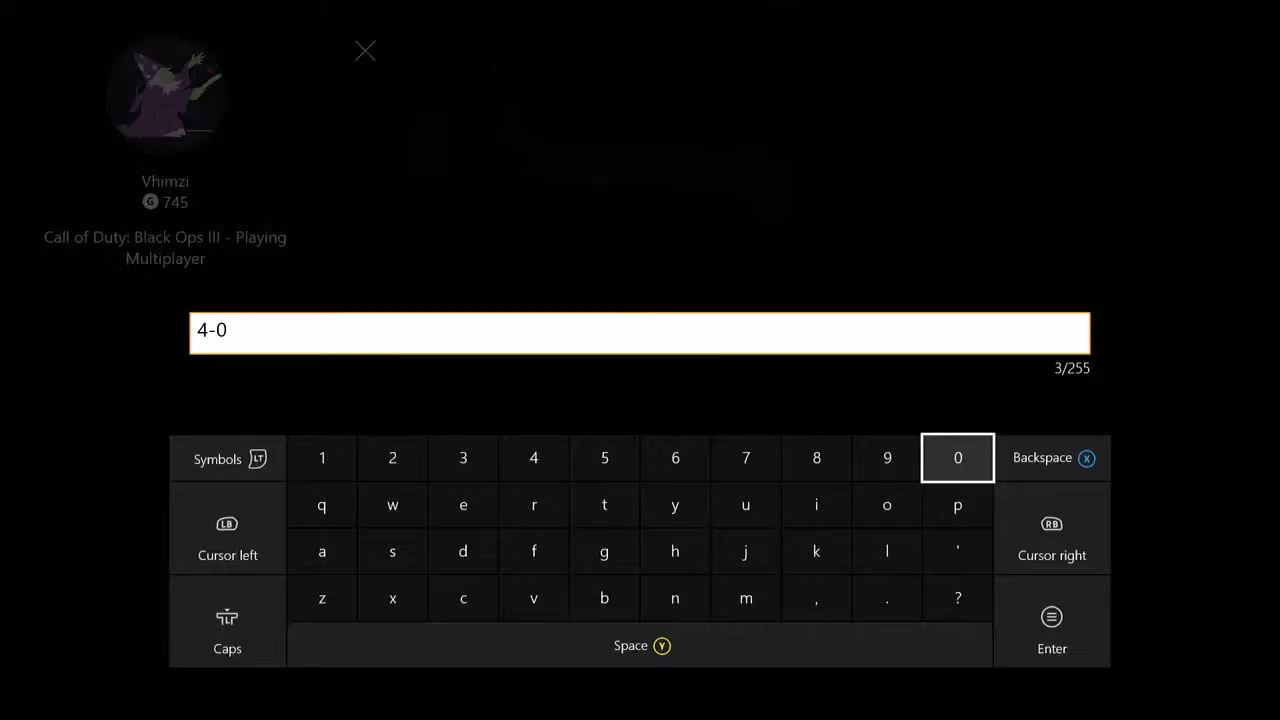 Vhimzi
G 745
Call of Duty: Black Ops III - Playing
Multiplayer
4-0
3/255
Symbols LT 1 2 3 4 5 6 7 8 9 0 Backspace X
q w e r t y u i o p
LB RB
Cursor left a s d f g h j k l ' Cursor right
z x c v b n m , . ?
LT
Caps Space Y Enter